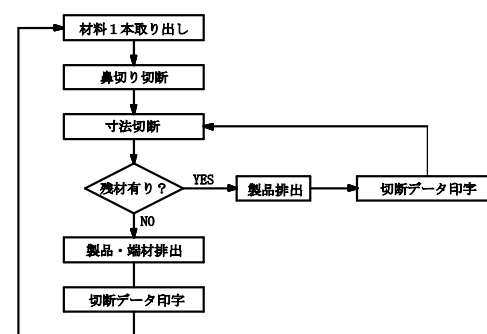 材料１本取り出し
鼻切り切断
寸法切断
残材有り？
YES
製品排出
切断データ印字
NO
製品・端材排出
切断データ印字